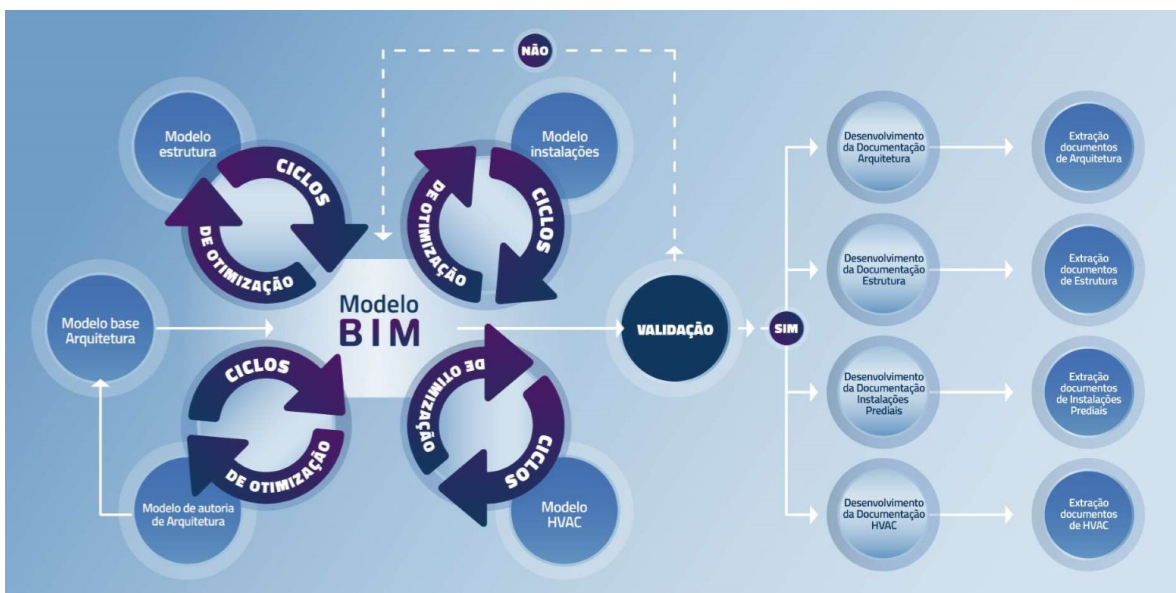 NÃO
Modelo
estrutura
CICLOS
DE OTIMIZAÇÃO
Modelo
instalações
CICLOS
DE OTIMIZAÇÃO
Modelo base
Arquitetura
Modelo
BIM
VALIDAÇÃO
SIM
CICLOS
DE OTIMIZAÇÃO
Modelo de autoria
de Arquitetura
DE OTIMIZAÇÃO
CICLOS
Modelo
HVAC
Desenvolvimento
da Documentação
Arquitetura
Extração
documentos
de Arquitetura
Desenvolvimento
da Documentação
Estrutura
Extração
documentos
de Estrutura
Desenvolvimento
da Documentação
Instalações
Prediais
Extração
documentos
de Instalações
Prediais
Desenvolvimento
da Documentação
HVAC
Extração
documentos
de HVAC